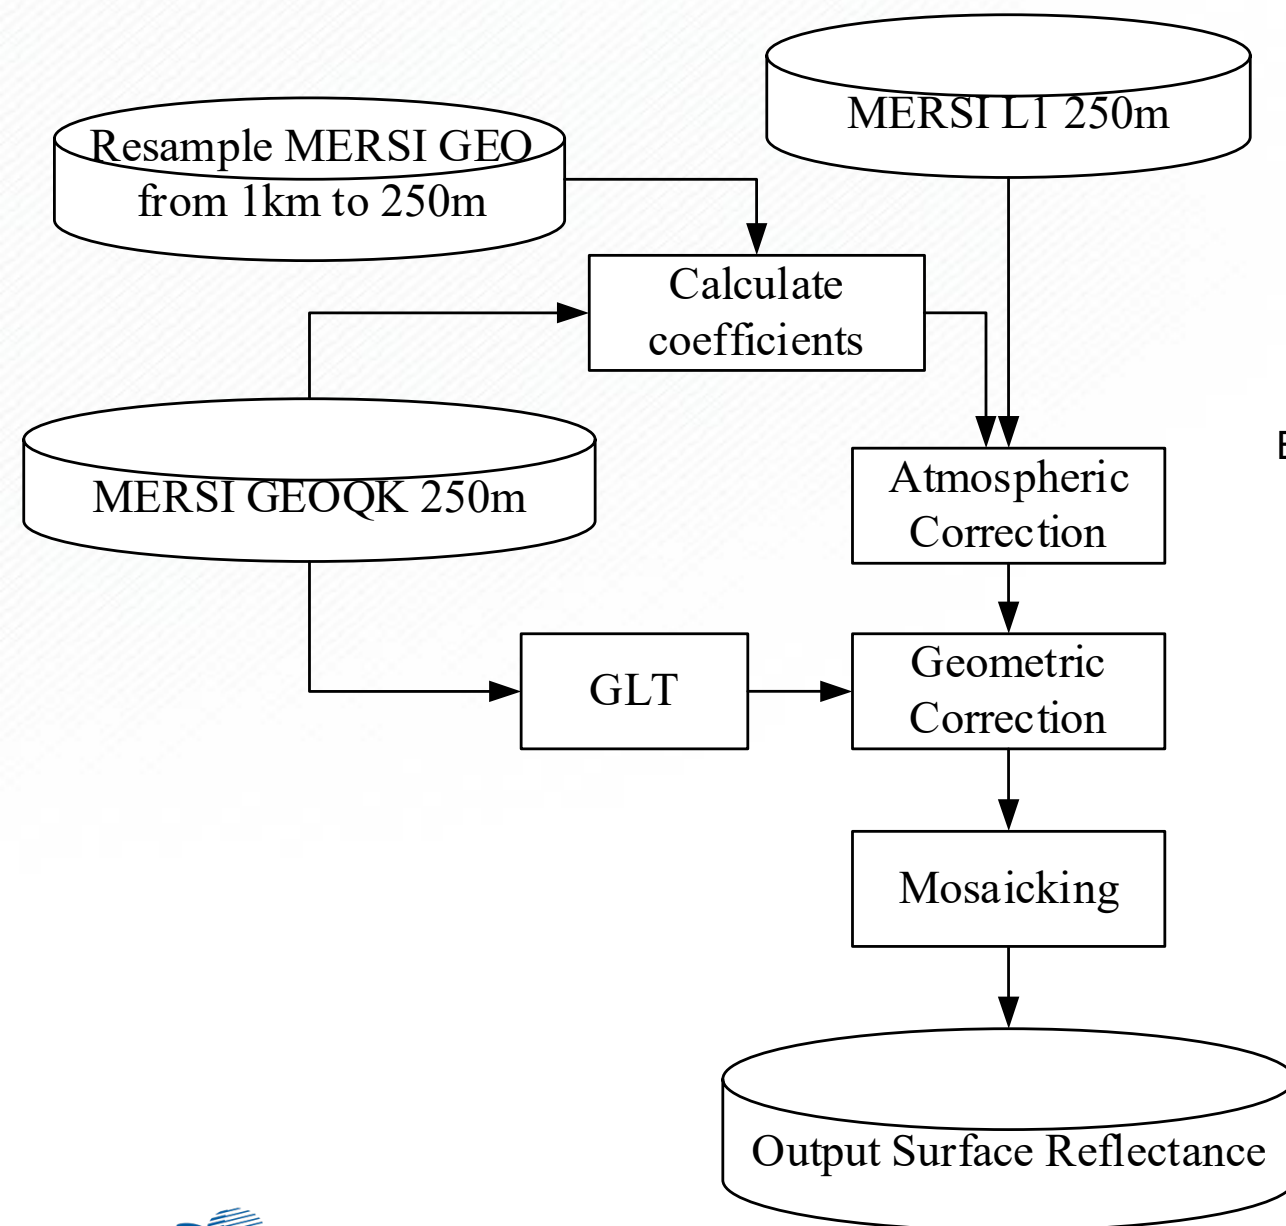 MERSI L1 250m
Resample MERSI GEO
from 1km to 250m
Calculate
coefficients
MERSI GEOQK 250m
Atmospheric
Correction
GLT
Geometric
Correction
Mosaicking
Output Surface Reflectance